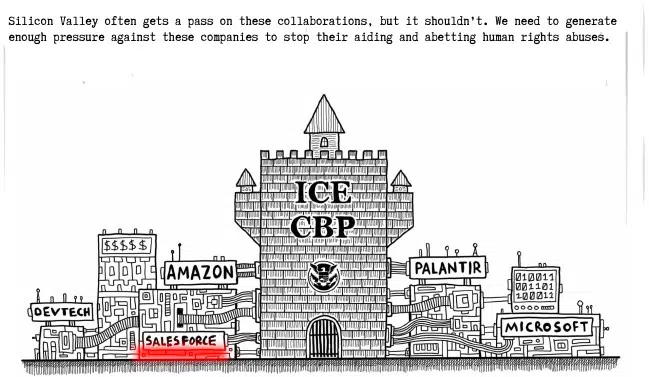 Silicon Valley often gets a pass on these collaborations, but it shouldn't. We need to generate
enough pressure against these companies to stop their aiding and abetting human rights abuses.
ICE
CBP
$$$$$
AMAZON
PALANTIR
010011
001101
100011
DEVTECH
MICROSOFT
SALESFORCE